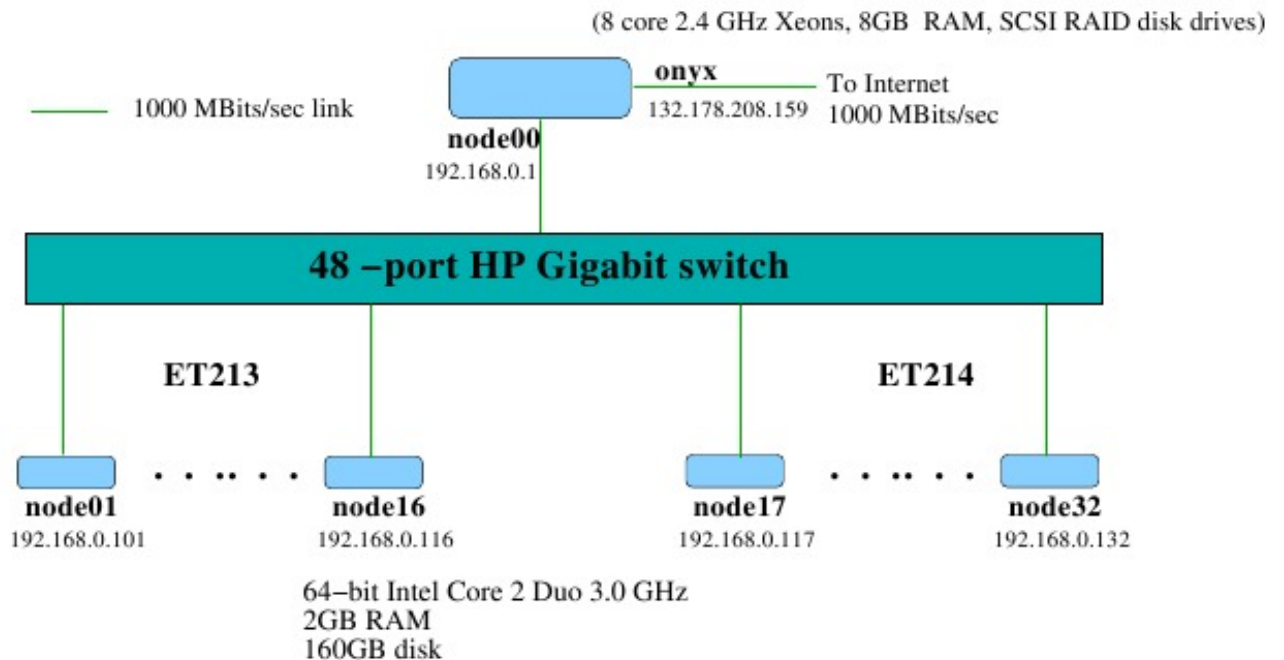 (8 core 2.4 GHz Xeons, 8GB RAM, SCSI RAID disk drives)
onyx
To Internet
1000 MBits/sec link
132.178.208.159
1000 MBits/sec
node00
192.168.0.1
48 –port HP Gigabit switch
ET213
ET214
node01
node16
node17
node32
192.168.0.101
192.168.0.116
192.168.0.117
192.168.0.132
64–bit Intel Core 2 Duo 3.0 GHz
2GB RAM
160GB disk